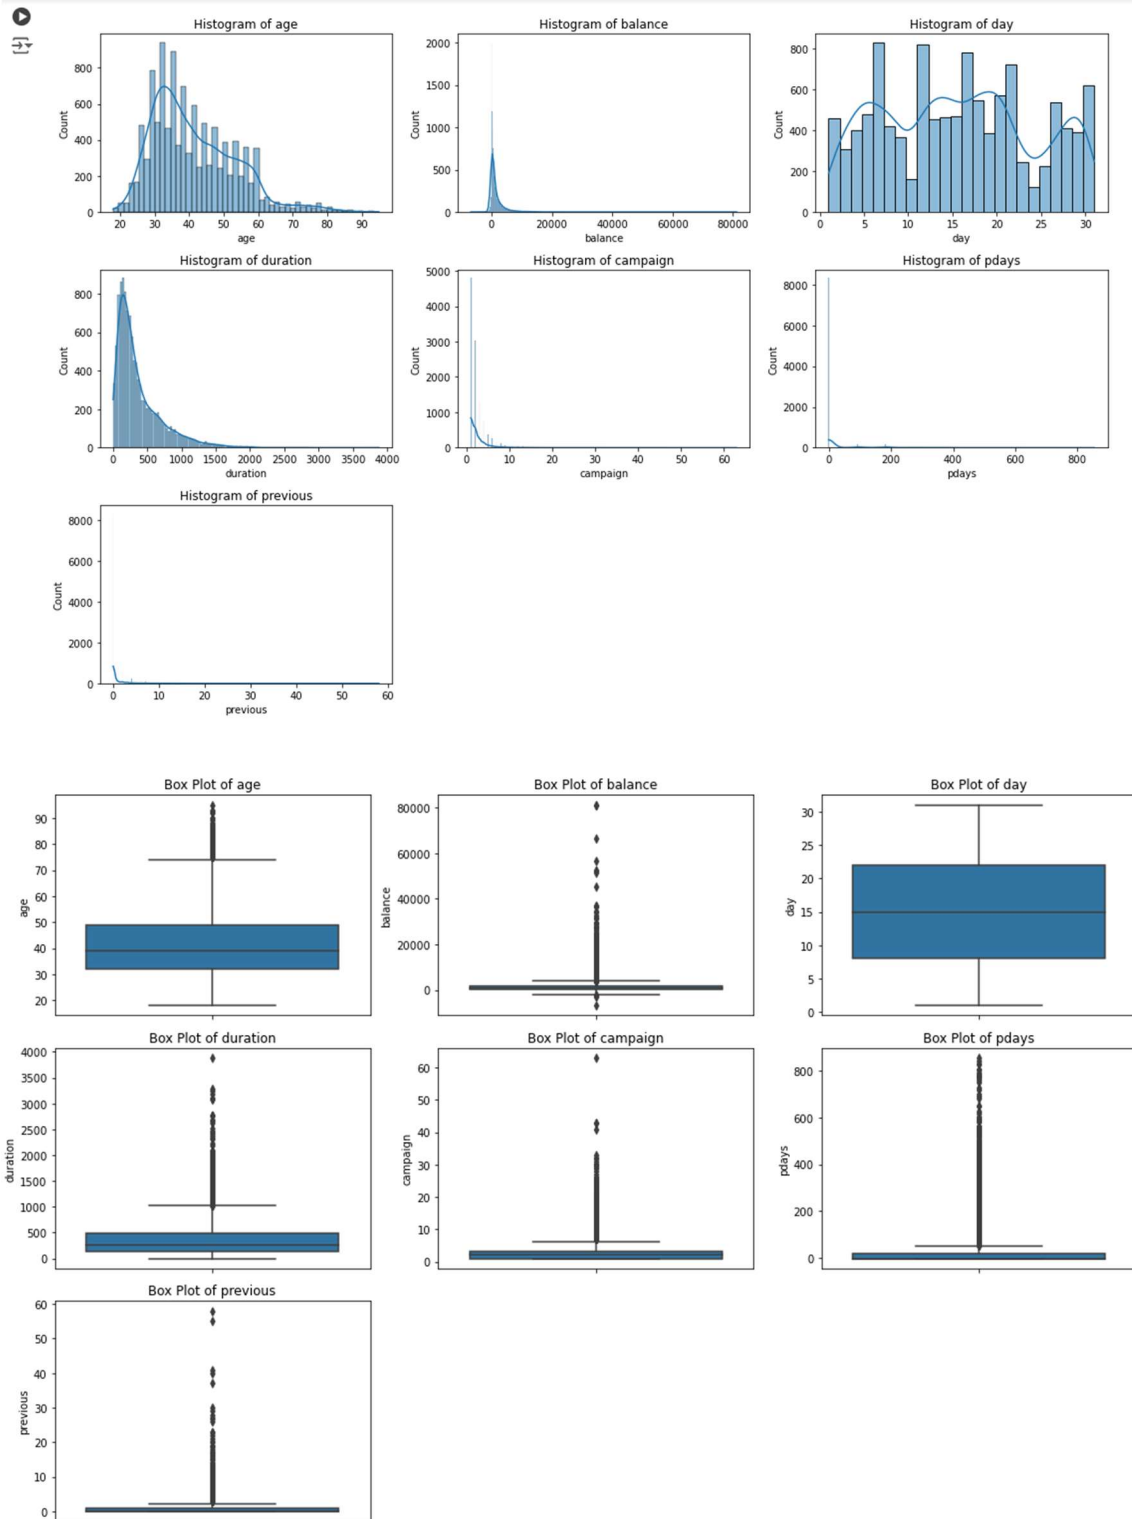 Histogram of age
Count
800
600
400
200
0
20 30 40 50 60 70 80 90
age
Histogram of balance
Count
2000
1500
1000
500
0
0 20000 40000 60000 80000
balance
Histogram of day
Count
800
600
400
200
0
0 5 10 15 20 25 30
day
Histogram of duration
Count
800
600
400
200
0
0 500 1000 1500 2000 2500 3000 3500 4000
duration
Histogram of campaign
Count
5000
4000
3000
2000
1000
0
0 10 20 30 40 50 60
campaign
Histogram of pdays
Count
8000
6000
4000
2000
0
0 200 400 600 800
pdays
Histogram of previous
Count
8000
6000
4000
2000
0
0 10 20 30 40 50 60
previous
Box Plot of age
age
90
80
70
60
50
40
30
20
Box Plot of balance
balance
80000
60000
40000
20000
0
Box Plot of day
day
30
25
20
15
10
5
0
Box Plot of duration
duration
4000
3500
3000
2500
2000
1500
1000
500
0
Box Plot of campaign
campaign
60
50
40
30
20
10
0
Box Plot of pdays
pdays
800
600
400
200
0
Box Plot of previous
previous
60
50
40
30
20
10
0